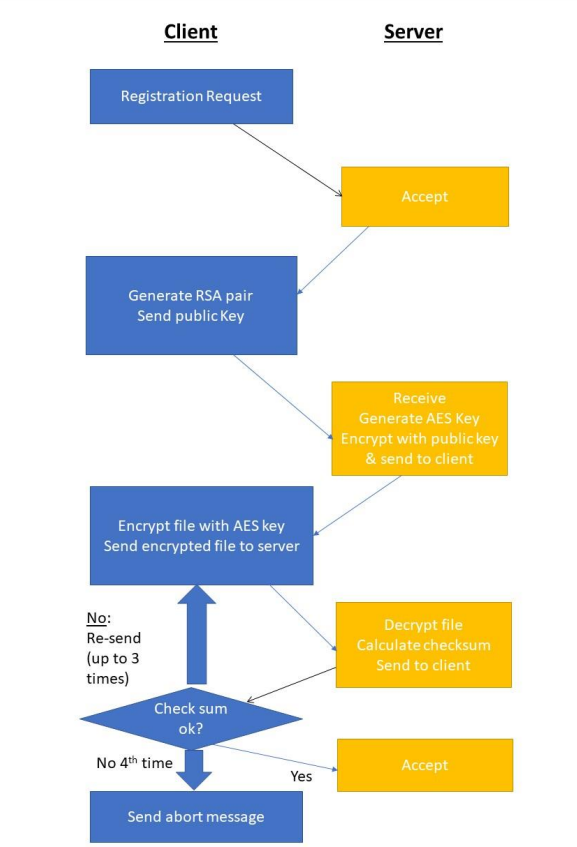 Client
Server
Registration Request
Accept
Generate RSA pair
Send public Key
Receive
Generate AES Key
Encrypt with public key
& send to client
Encrypt file with AES key
Send encrypted file to server
No:
Re-send
(up to 3
times)
Decrypt file
Calculate checksum
Send to client
Check sum
ok?
No 4th time
Yes
Accept
Send abort message